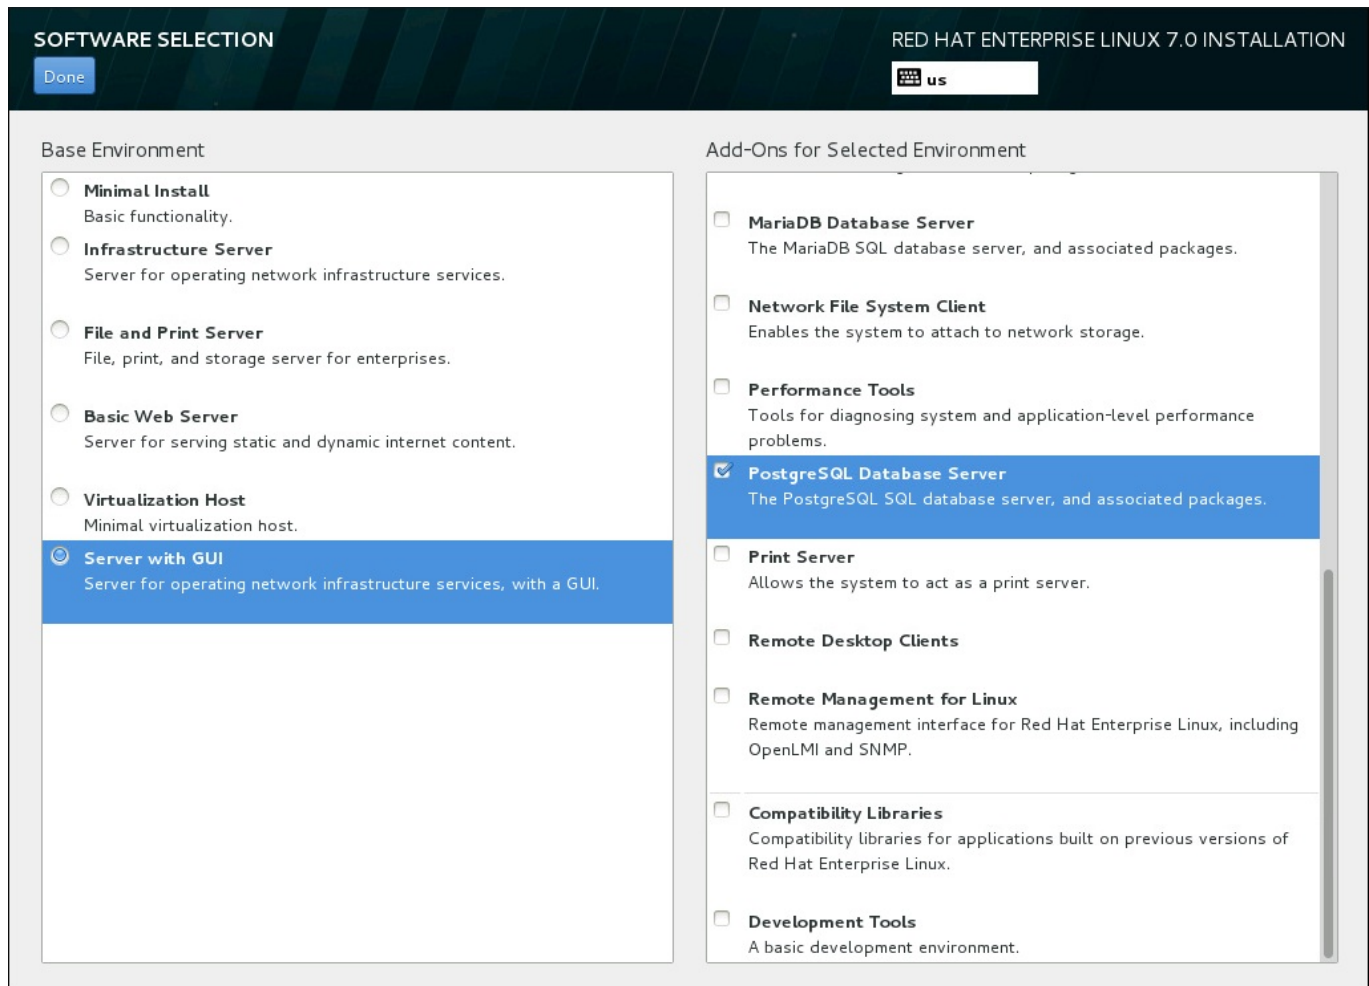 SOFTWARE SELECTION
RED HAT ENTERPRISE LINUX 7.0 INSTALLATION
Done
us
Base Environment
Minimal Install
Basic functionality.
Infrastructure Server
Server for operating network infrastructure services.
File and Print Server
File, print, and storage server for enterprises.
Basic Web Server
Server for serving static and dynamic internet content.
Virtualization Host
Minimal virtualization host.
Server with GUI
Server for operating network infrastructure services, with a GUI.
Add-Ons for Selected Environment
MariaDB Database Server
The MariaDB SQL database server, and associated packages.
Network File System Client
Enables the system to attach to network storage.
Performance Tools
Tools for diagnosing system and application-level performance
problems.
PostgreSQL Database Server
The PostgreSQL SQL database server, and associated packages.
Print Server
Allows the system to act as a print server.
Remote Desktop Clients
Remote Management for Linux
Remote management interface for Red Hat Enterprise Linux, including
OpenLMI and SNMP.
Compatibility Libraries
Compatibility libraries for applications built on previous versions of
Red Hat Enterprise Linux.
Development Tools
A basic development environment.